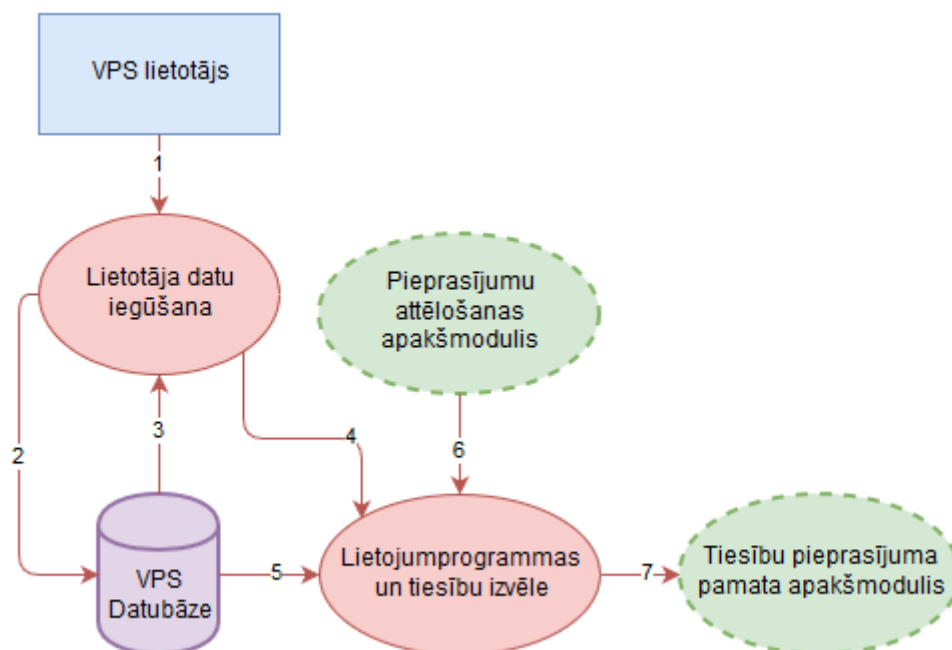 VPS lietotājs
1
Lietotāja datu
iegūšana
Pieprasījumu
attēlošanas
apakšmodulis
2
3
4
6
VPS
Datubāze
5
Lietojumprogrammas
un tiesību izvēle
7
Tiesību pieprasījuma
pamata apakšmodulis